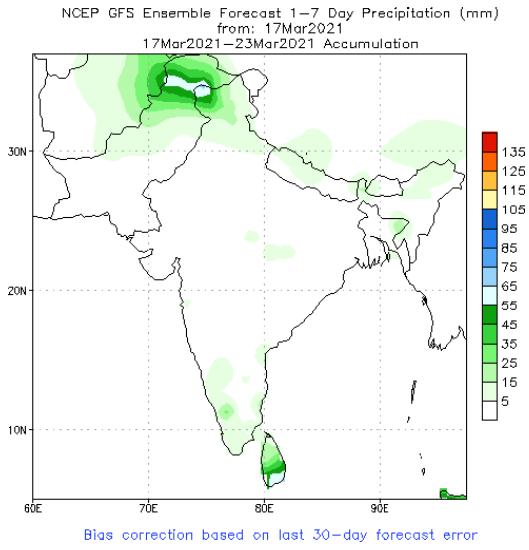 NCEP GFS Ensemble Forecast 1-7 Day Precipitation (mm)
from: 17Mar2021
17Mar2021-23Mar2021 Accumulation
30N
20N
10N
60E
70E
80E
90E
135
125
115
105
95
85
75
65
55
45
35
25
15
5
Bias correction based on last 30-day forecast error